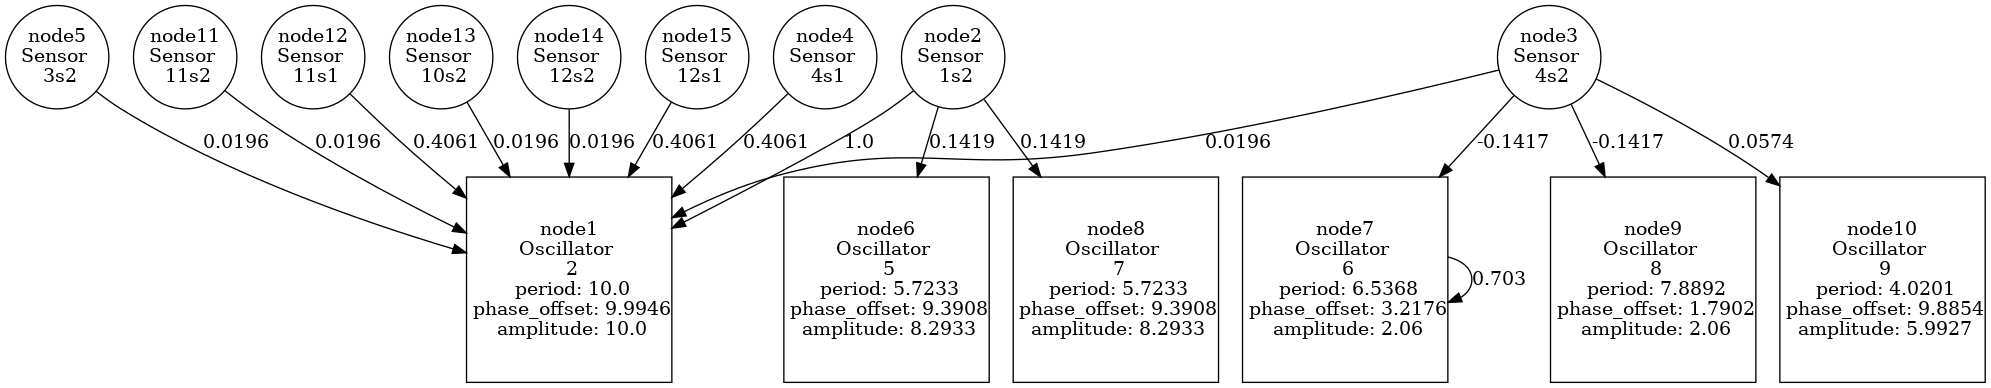 node5
Sensor
3s2
node11
Sensor
11s2
node12
Sensor
11s1
node13
Sensor
10s2
node14
Sensor
12s2
node15
Sensor
12s1
node4
Sensor
4s1
node2
Sensor
1s2
node3
Sensor
4s2
0.0196
0.0196
0.4061
0.0196
0.0196
0.4061
0.4061
1.0
0.1419
0.1419
0.0196
-0.1417
-0.1417
0.0574
node1
Oscillator
2
period: 10.0
phase_offset: 9.9946
amplitude: 10.0
node6
Oscillator
5
period: 5.7233
phase_offset: 9.3908
amplitude: 8.2933
node8
Oscillator
7
period: 5.7233
phase_offset: 9.3908
amplitude: 8.2933
node7
Oscillator
6
period: 6.5368
phase_offset: 3.2176
amplitude: 2.06
0.703
node9
Oscillator
8
period: 7.8892
phase_offset: 1.7902
amplitude: 2.06
node10
Oscillator
9
period: 4.0201
phase_offset: 9.8854
amplitude: 5.9927